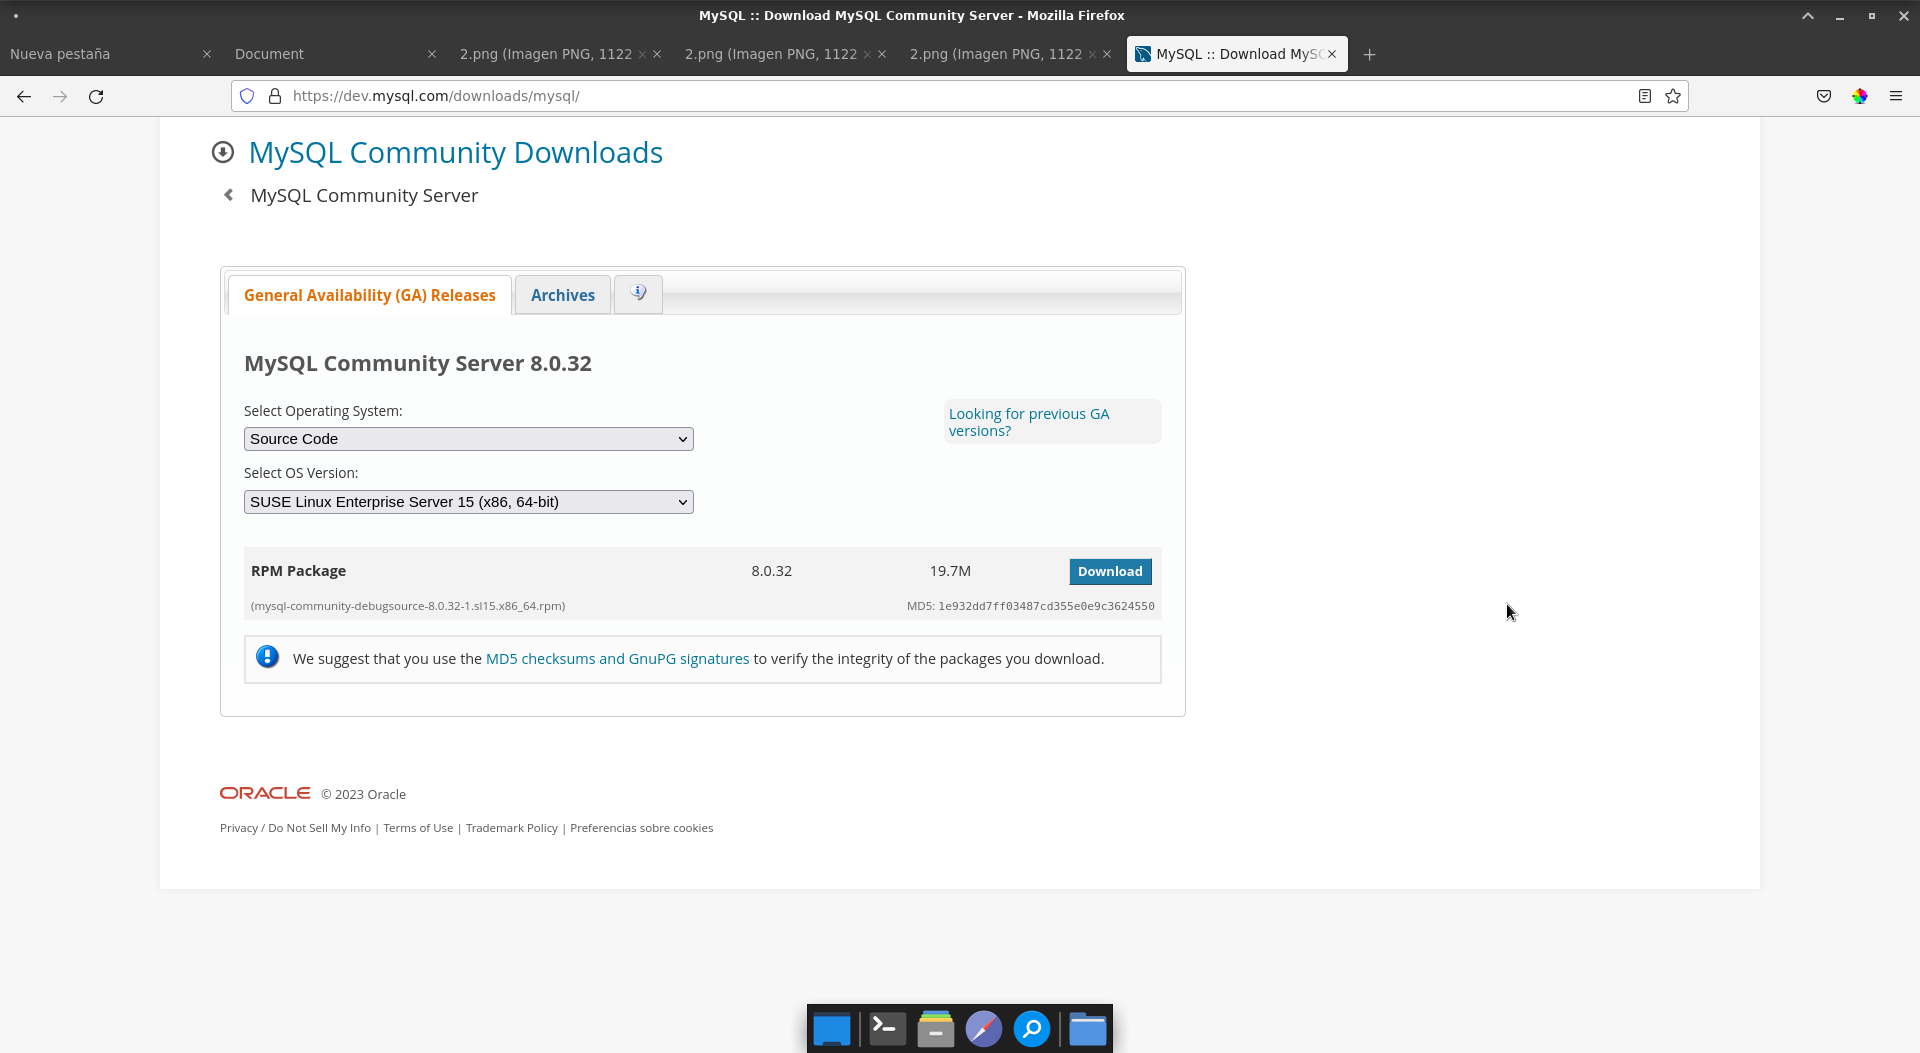 MySQL :: Download MySQL Community Server - Mozilla Firefox
Nueva pestaña
Document
2.png (Imagen PNG, 1122
2.png (Imagen PNG, 1122
2.png (Imagen PNG, 1122
MySQL :: Download MySC
https://dev.mysql.com/downloads/mysql/
MySQL Community Downloads
MySQL Community Server
General Availability (GA) Releases
Archives
MySQL Community Server 8.0.32
Select Operating System:
Looking for previous GA
versions?
Source Code
Select OS Version:
SUSE Linux Enterprise Server 15 (x86, 64-bit)
RPM Package 8.0.32 19.7M Download
(mysql-community-debugsource-8.0.32-1.sl15.x86_64.rpm) MD5: 1e932dd7ff03487cd355e0e9c3624550
We suggest that you use the MD5 checksums and GnuPG signatures to verify the integrity of the packages you download.
ORACLE © 2023 Oracle
Privacy / Do Not Sell My Info | Terms of Use | Trademark Policy | Preferencias sobre cookies